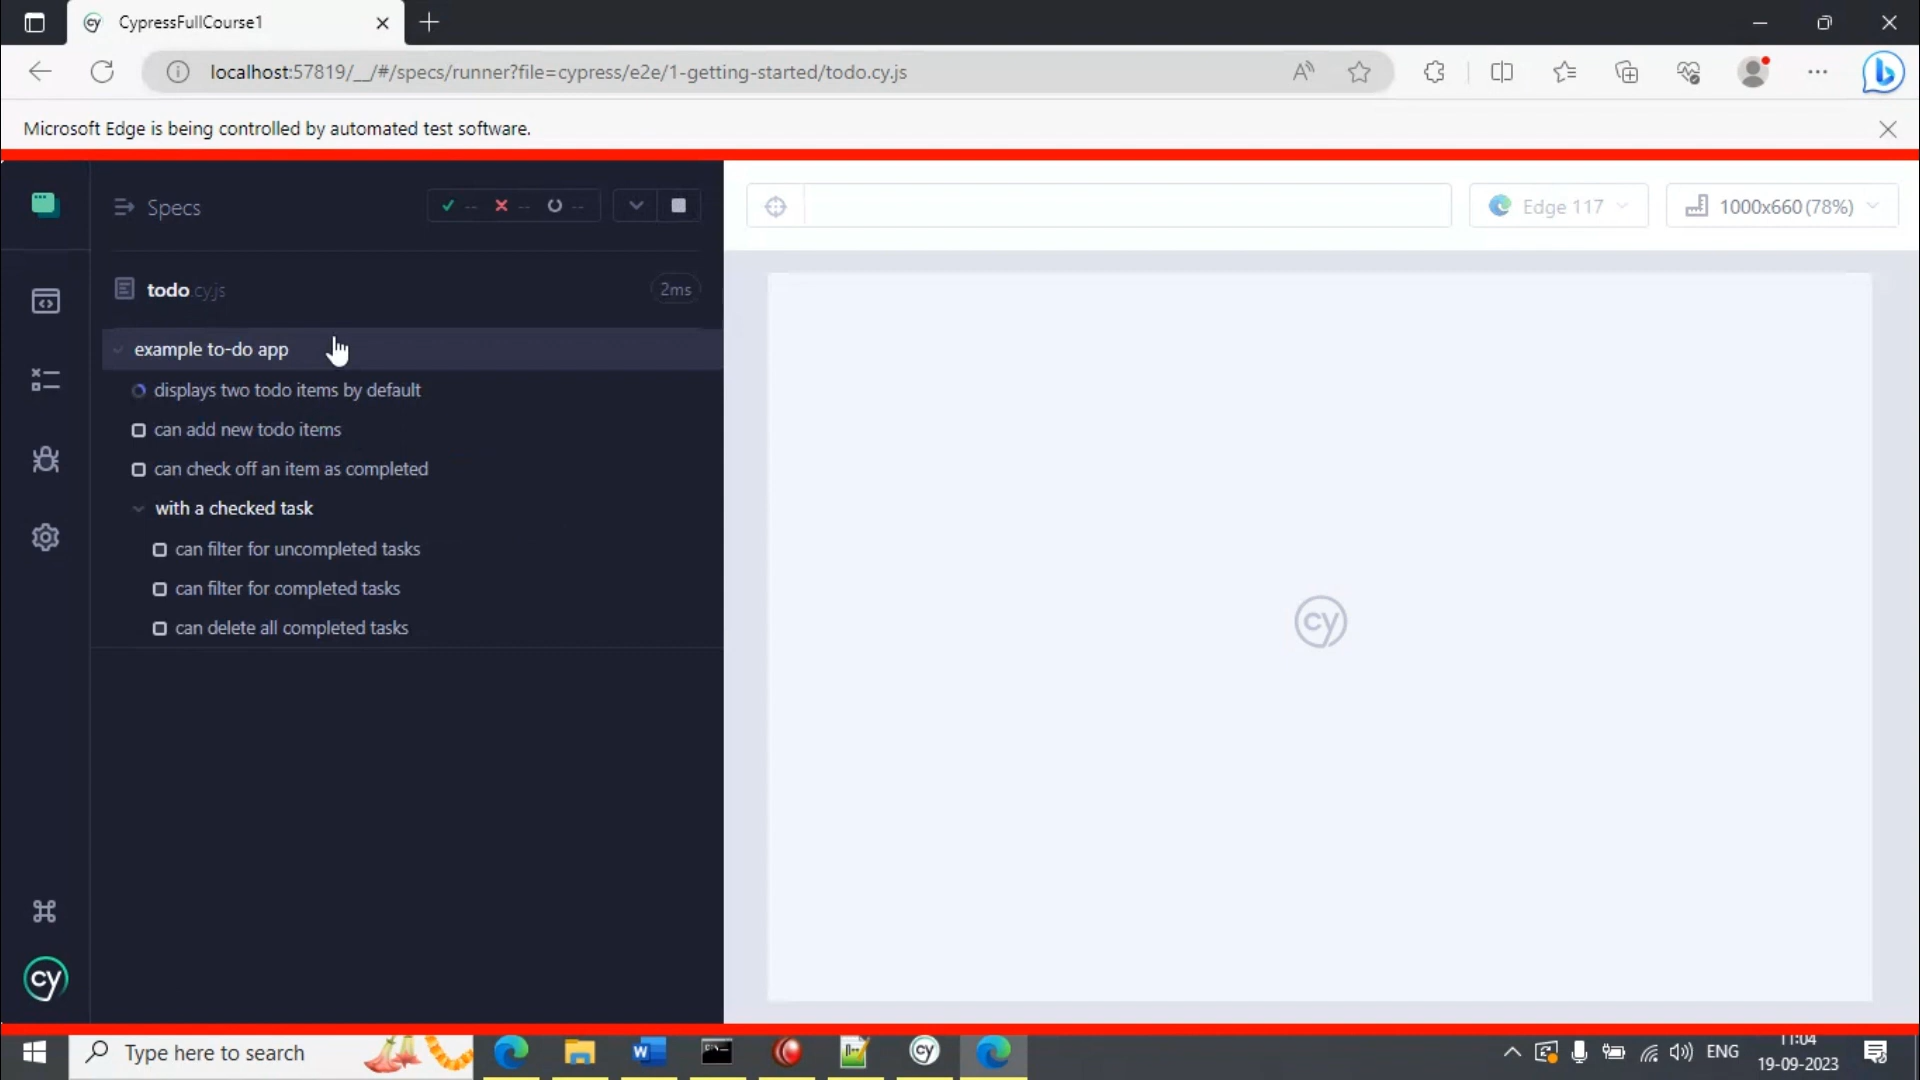 CypressFullCourse1
localhost:57819/__/#/specs/runner?file=cypress/e2e/1-getting-started/todo.cy.js
Microsoft Edge is being controlled by automated test software.
Specs
-- -- --
Edge 117
1000x660 (78%)
todo.cy.js
2ms
example to-do app
displays two todo items by default
can add new todo items
can check off an item as completed
with a checked task
can filter for uncompleted tasks
can filter for completed tasks
can delete all completed tasks
cy
cy
Type here to search
cy
ENG
11:04
19-09-2023